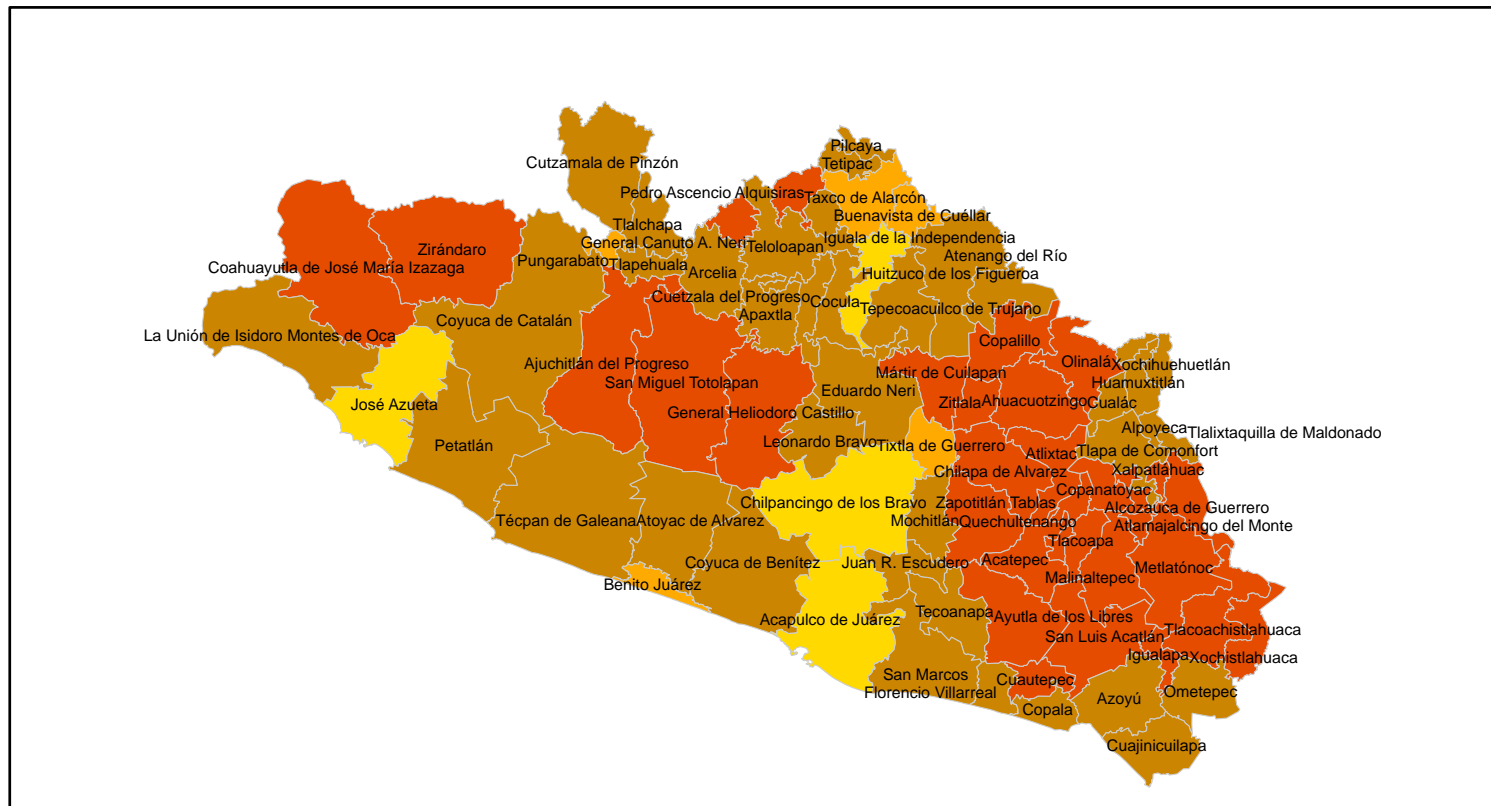 Pilcaya
Cutzamala de Pinzón
Tetipac
Pedro Ascencio Alquisiras
Taxco de Alarcón
Buenavista de Cuéllar
Tlalchapa
Iguala de la Independencia
General Canuto A. Neri
Teloloapan
Zirándaro
Atenango del Río
Pungarabato
Tlapehuala
Coahuayutla de José María Izazaga
Arcelia
Huitzuco de los Figueroa
Cuetzala del Progreso
Cocula
Tepecoacuilco de Trujano
Apaxtla
Coyuca de Catalán
La Unión de Isidoro Montes de Oca
Copalillo
Ajuchitlán del Progreso
Olinalá
Xochihuehuetlán
Mártir de Cuilapan
San Miguel Totolapan
Huamuxtitlán
Eduardo Neri
José Azueta
Zitlala
Ahuacuotzingo
Cualác
General Heliodoro Castillo
Alpoyeca
Tlalixtaquilla de Maldonado
Leonardo Bravo
Petatlán
Tixtla de Guerrero
Atlixtac
Tlapa de Comonfort
Chilapa de Alvarez
Xalpatláhuac
Copanatoyac
Chilpancingo de los Bravo
Zapotitlán Tablas
Alcozauca de Guerrero
Técpan de Galeana
Atoyac de Alvarez
Mochitlán
Quechultenango
Atlamajalcingo del Monte
Tlacoapa
Coyuca de Benítez
Juan R. Escudero
Acatepec
Metlatónoc
Malinaltepec
Benito Juárez
Tecoanapa
Acapulco de Juárez
Ayutla de los Libres
Tlacoachistlahuaca
San Luis Acatlán
Igualapa
Xochistlahuaca
San Marcos
Cuautepec
Florencio Villarreal
Ometepec
Azoyú
Copala
Cuajinicuilapa